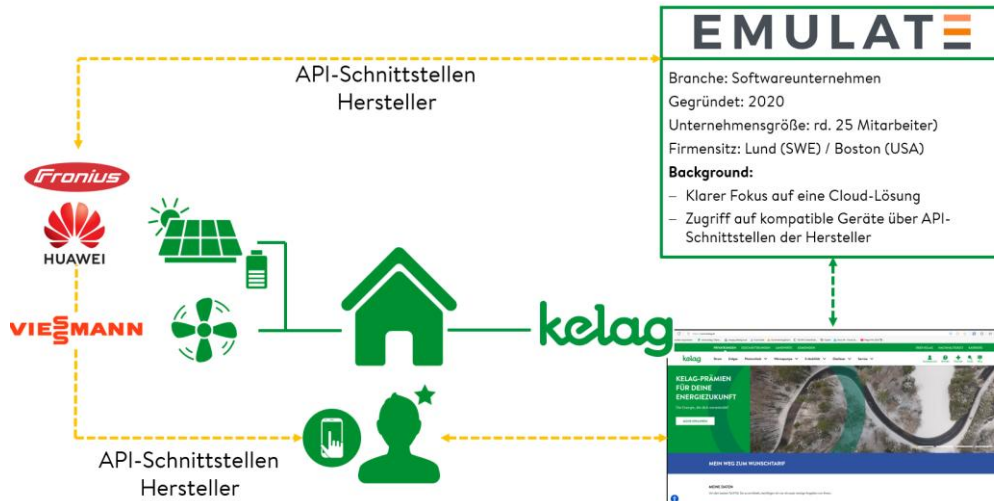 EMULATE
API-Schnittstellen
Hersteller
Branche: Softwareunternehmen
Gegründet: 2020
Unternehmensgröße: rd. 25 Mitarbeiter)
Firmensitz: Lund (SWE) / Boston (USA)
Background:
– Klarer Fokus auf eine Cloud-Lösung
– Zugriff auf kompatible Geräte über API-
Schnittstellen der Hersteller
Fronius
HUAWEI
VIESSMANN
kelag
kelag
KELAG-PRÄMIEN
FÜR DEINE
ENERGIEZUKUNFT
MEIN WEG ZUM WUNSCHTARIF
MEINE DATEN
API-Schnittstellen
Hersteller